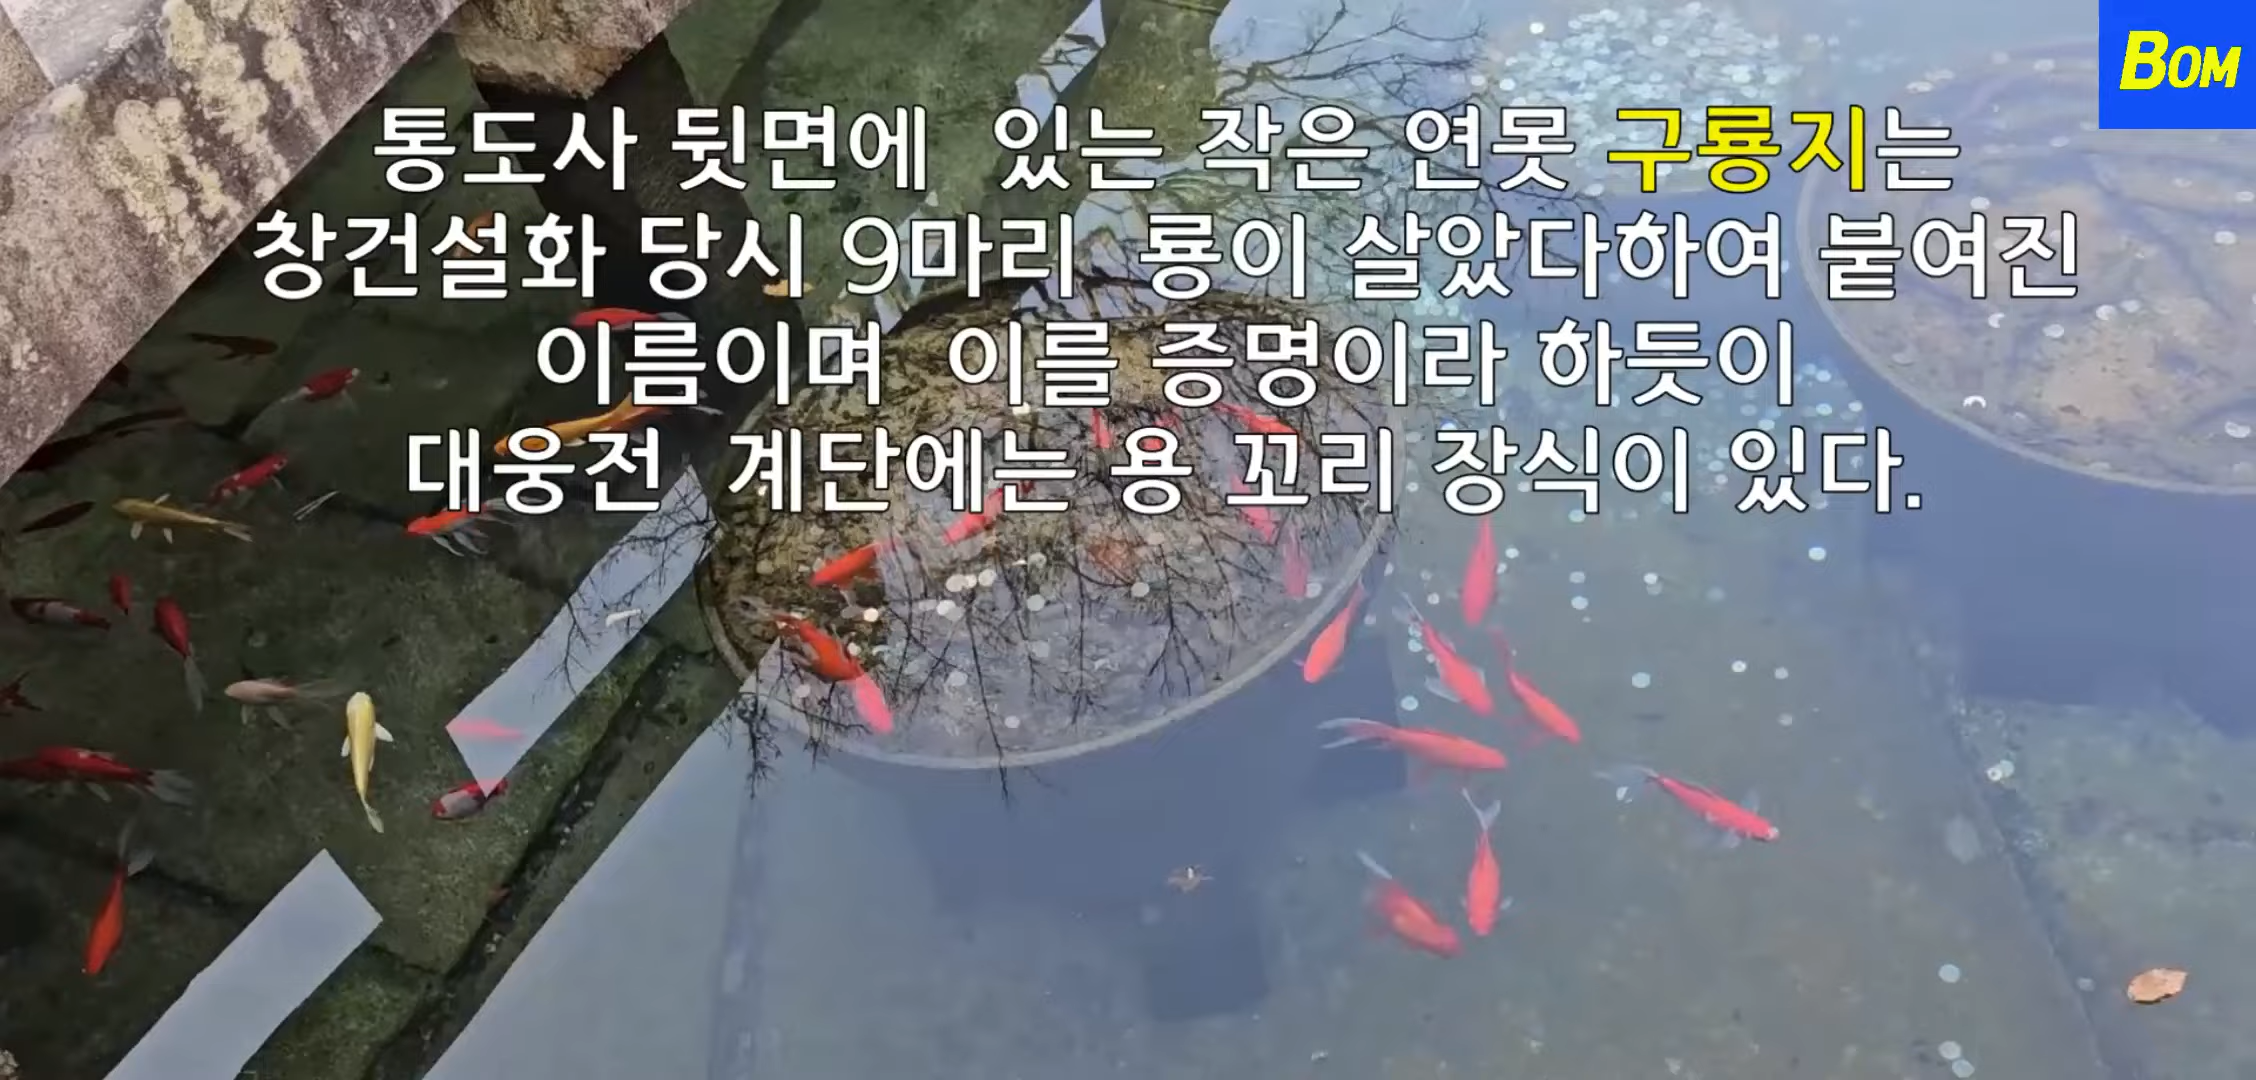 BOM
통도사 뒷면에 있는 작은 연못 구룡지는
창건설화 당시 9마리 룡이 살았다하여 붙여진
이름이며 이를 증명이라 하듯이
대웅전 계단에는 용 꼬리 장식이 있다.